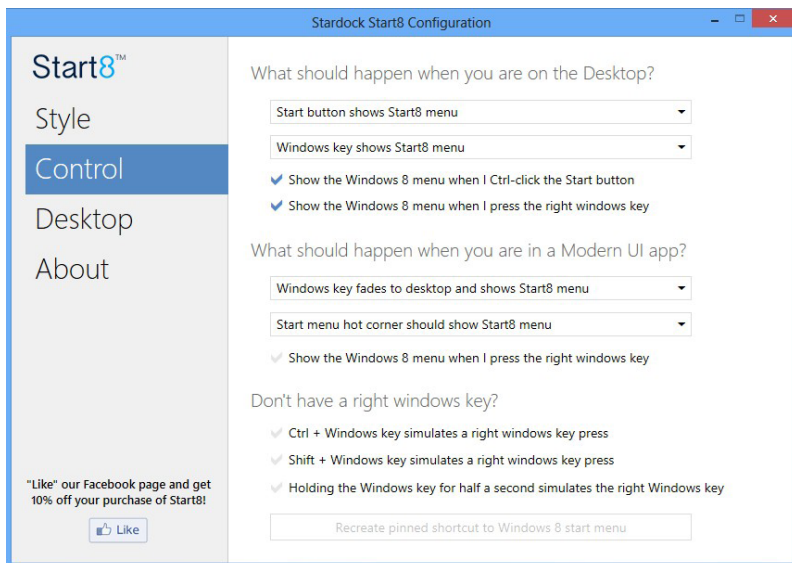 Stardock Start8 Configuration
Start8™
Style
Control
Desktop
About
"Like" our Facebook page and get
10% off your purchase of Start8!
Like
What should happen when you are on the Desktop?
Start button shows Start8 menu
Windows key shows Start8 menu
Show the Windows 8 menu when I Ctrl-click the Start button
Show the Windows 8 menu when I press the right windows key
What should happen when you are in a Modern UI app?
Windows key fades to desktop and shows Start8 menu
Start menu hot corner should show Start8 menu
Show the Windows 8 menu when I press the right windows key
Don't have a right windows key?
Ctrl + Windows key simulates a right windows key press
Shift + Windows key simulates a right windows key press
Holding the Windows key for half a second simulates the right Windows key
Recreate pinned shortcut to Windows 8 start menu